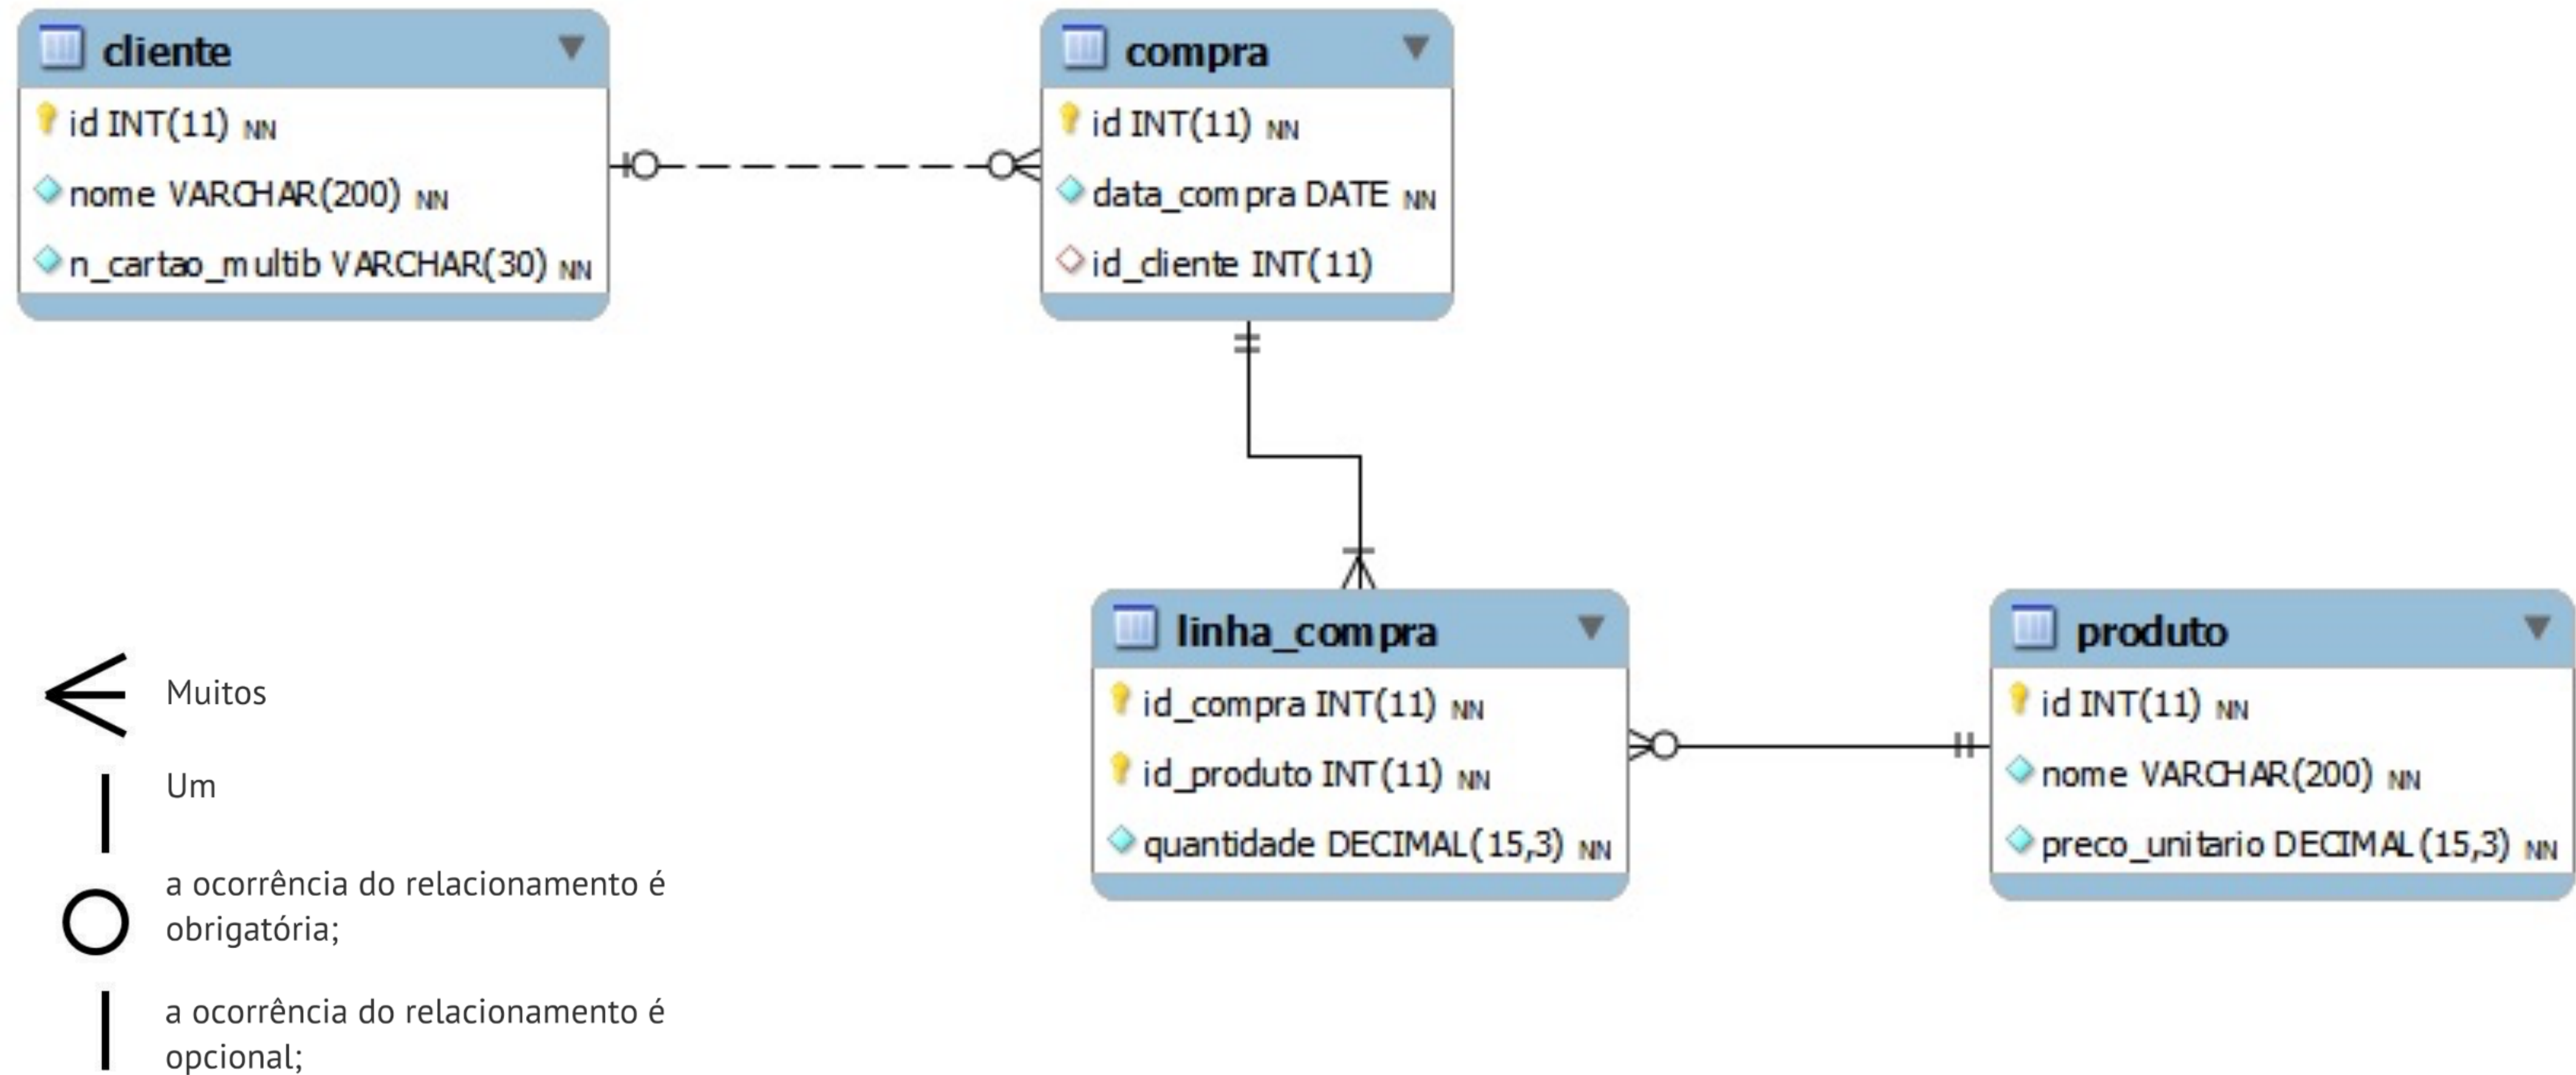 cliente
id INT(11) NN
nome VARCHAR(200) NN
n_cartao_multib VARCHAR(30) NN
compra
id INT(11) NN
data_compra DATE NN
id_cliente INT(11)
linha_compra
id_compra INT(11) NN
id_produto INT(11) NN
quantidade DECIMAL(15,3) NN
produto
id INT(11) NN
nome VARCHAR(200) NN
preco_unitario DECIMAL(15,3) NN
Muitos
Um
a ocorrência do relacionamento é
obrigatória;
a ocorrência do relacionamento é
opcional;